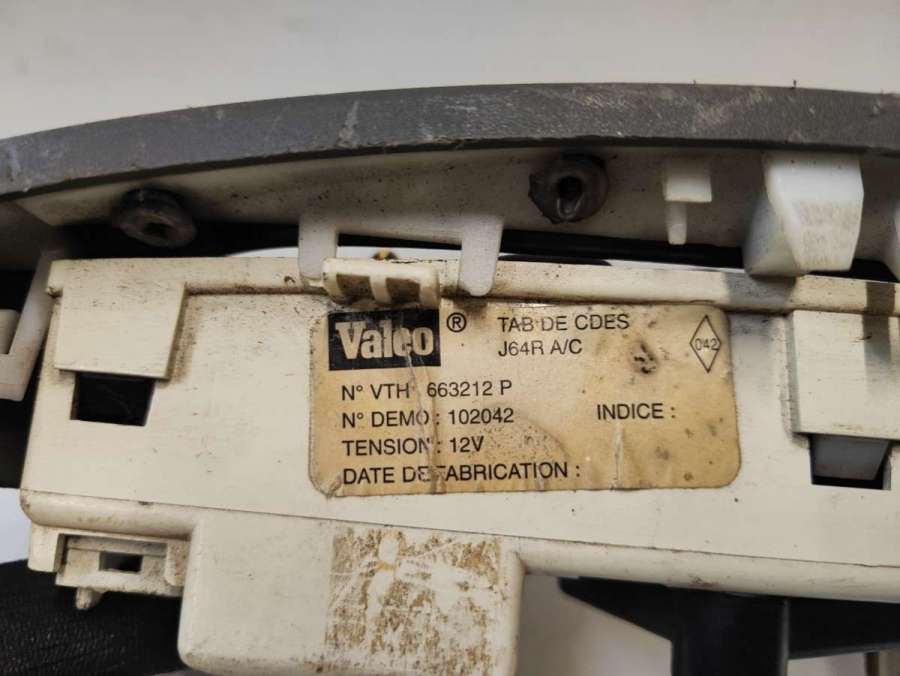 Valeo ® TAB DE CDES
J64R A/C
042
N° VTH : 663212 P
N° DEMO : 102042 INDICE :
TENSION : 12V
DATE DE FABRICATION :